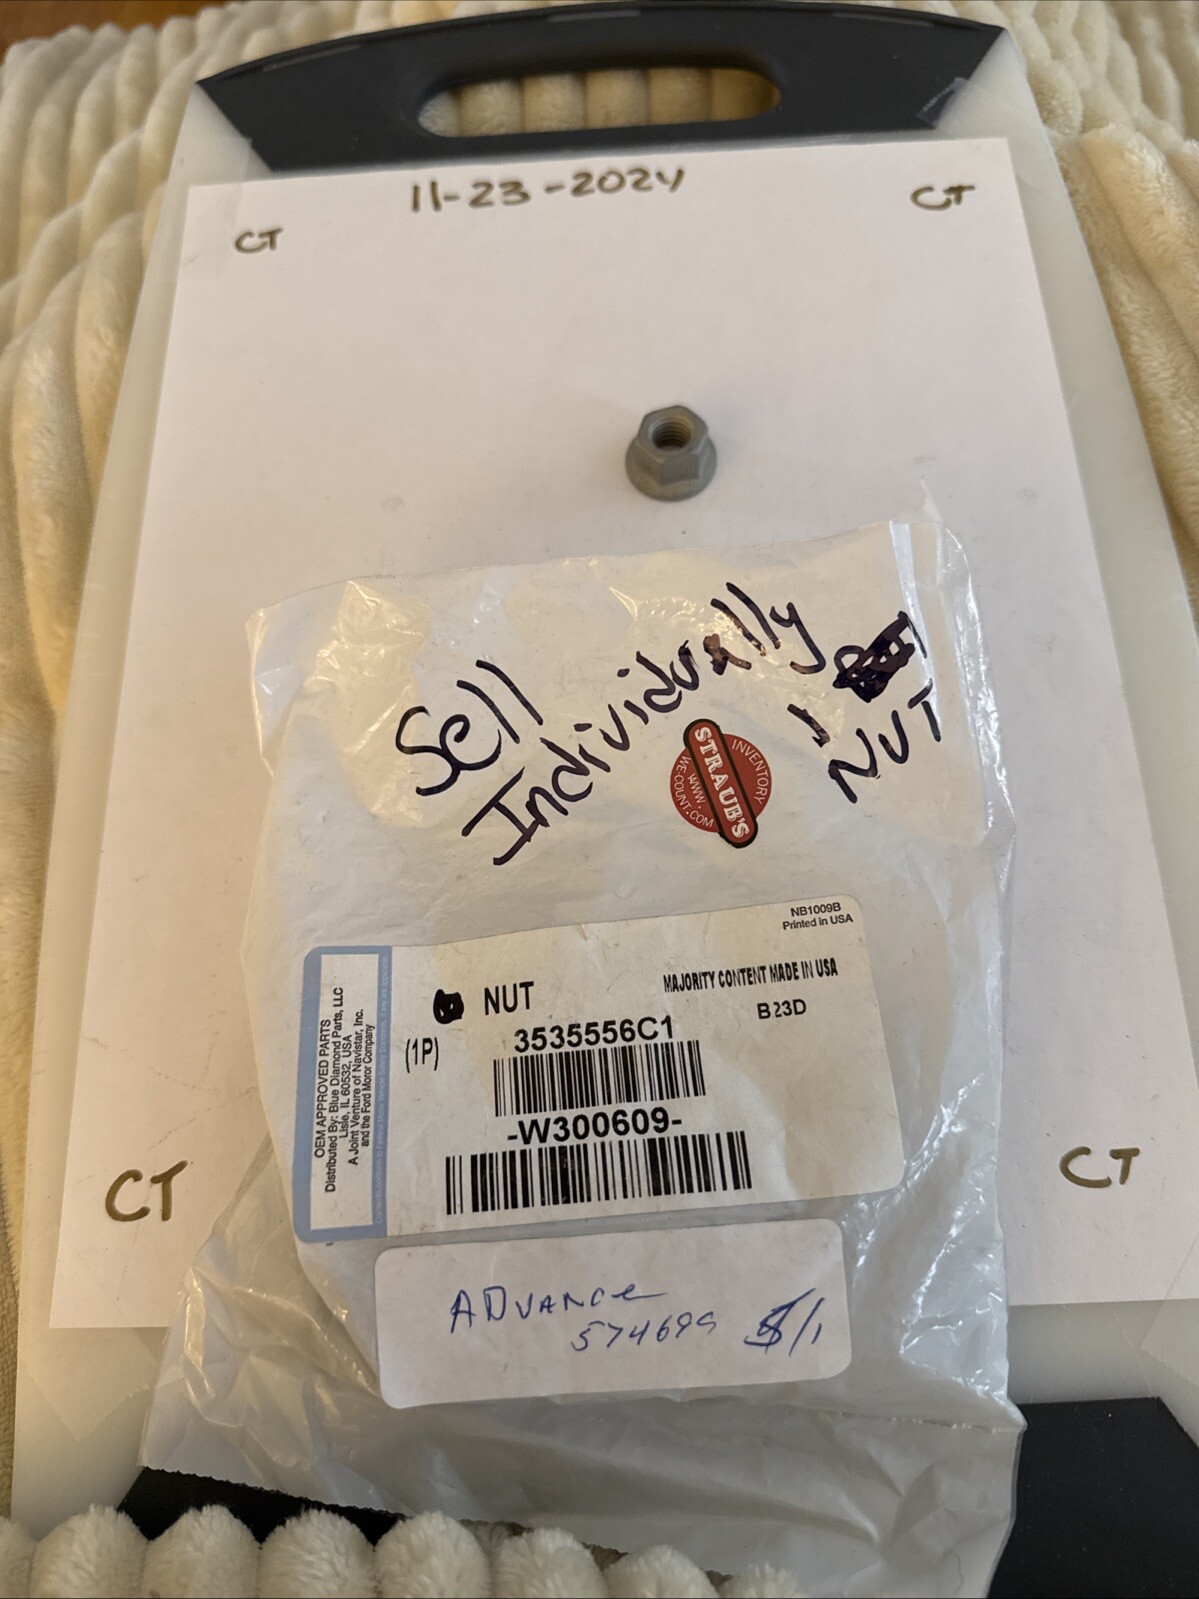 11-23-2024
CT
CT
Sell
Individually
1
NUT
STRAUB'S
INVENTORY
WWW.
WE-COUNT.COM
NB1009B
Printed in USA
NUT
MAJORITY CONTENT MADE IN USA
3535556C1
B23D
(1P)
-W300609-
OEM APPROVED PARTS
Distributed By: Blue Diamond Parts, LLC
Lisle, IL 60532, USA
A Joint Venture of Navistar, Inc.
and the Ford Motor Company
CT
CT
ADVANCE
574699